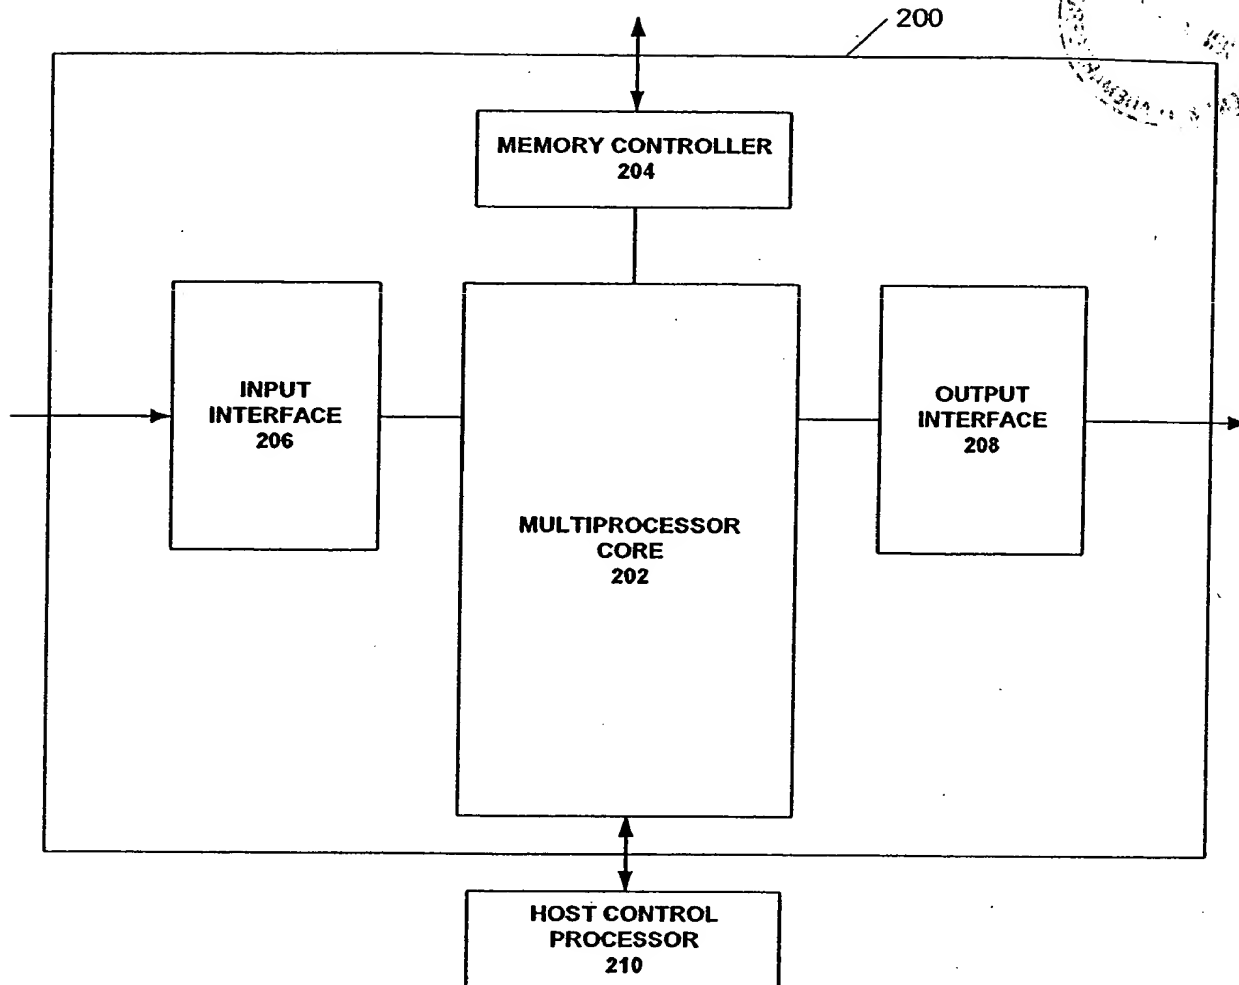 200
MEMORY CONTROLLER
204
INPUT
INTERFACE
206
MULTIPROCESSOR
CORE
202
OUTPUT
INTERFACE
208
HOST CONTROL
PROCESSOR
210